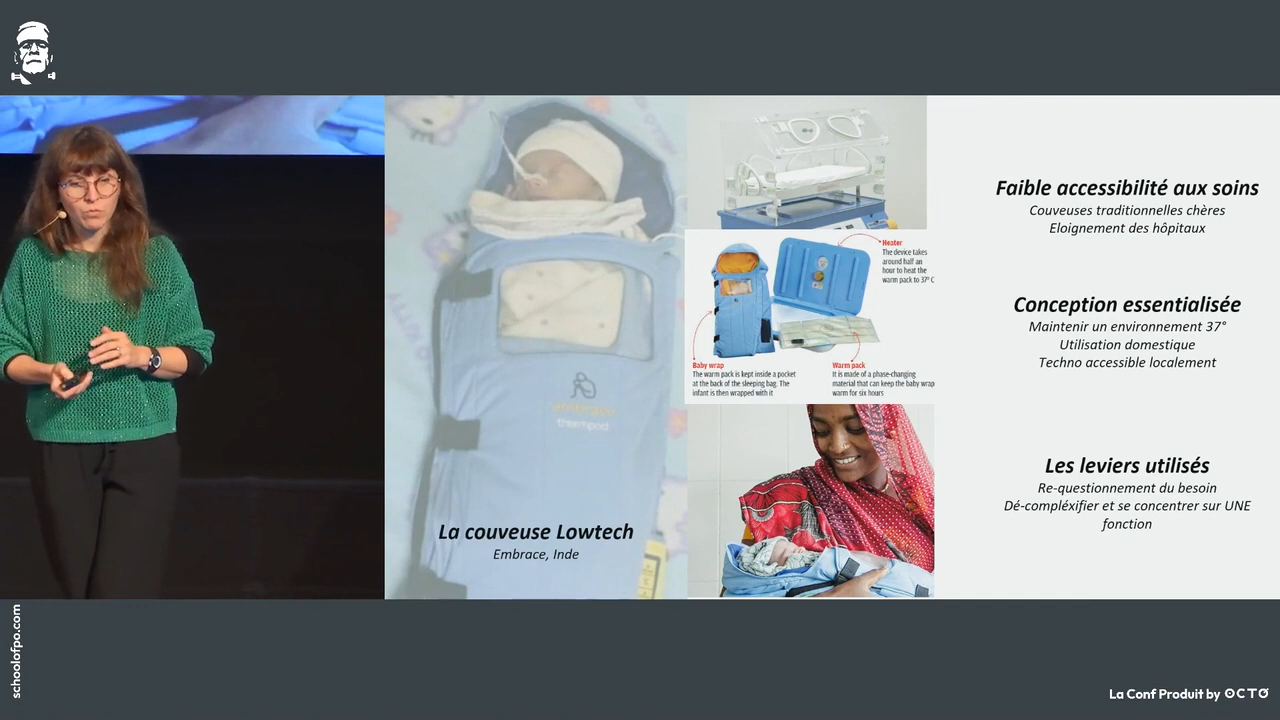 embrace
thermpod
La couveuse Lowtech
Embrace, Inde
Heater
The device takes
around half an
hour to heat the
warm pack to 37º C
Baby wrap
The warm pack is kept inside a pocket
at the back of the sleeping bag. The
infant is then wrapped with it
Warm pack
It is made of a phase-changing
material that can keep the baby wrap
warm for six hours
Faible accessibilité aux soins
Couveuses traditionnelles chères
Eloignement des hôpitaux
Conception essentialisée
Maintenir un environnement 37°
Utilisation domestique
Techno accessible localement
Les leviers utilisés
Re-questionnement du besoin
Dé-compléxifier et se concentrer sur UNE
fonction
schoolofpo.com
La Conf Produit by OCTO